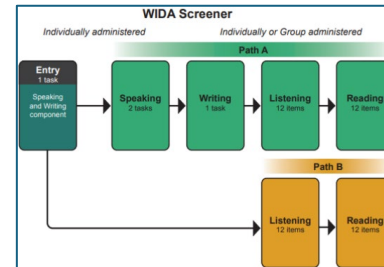 WIDA Screener
Individually administered
Individually or Group administered
Path A
Entry
1 task
Speaking
and Writing
component
Speaking
2 tasks
Writing
1 task
Listening
12 items
Reading
12 items
Path B
Listening
12 items
Reading
12 items